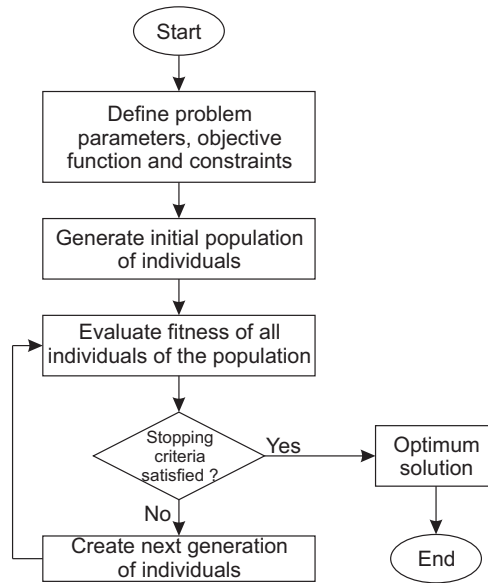 Start
Define problem
parameters, objective
function and constraints
Generate initial population
of individuals
Evaluate fitness of all
individuals of the population
Stopping
criteria
satisfied ?
Yes
Optimum
solution
No
Create next generation
of individuals
End